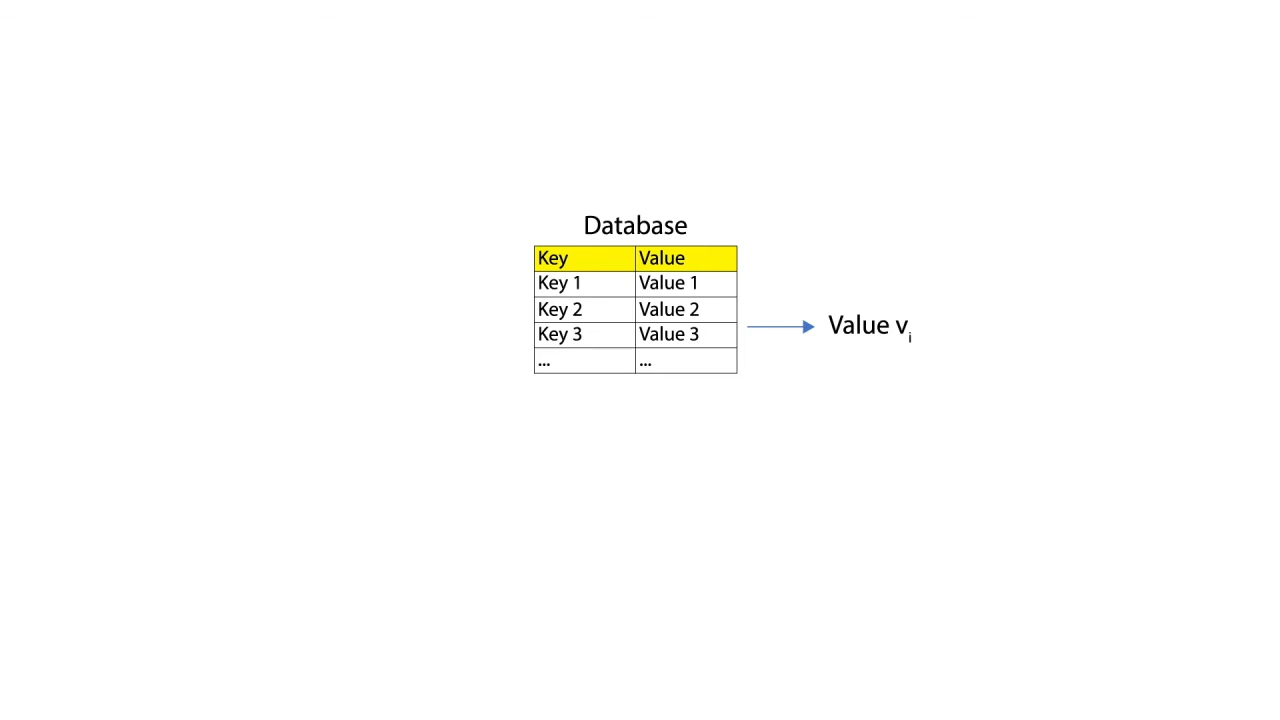 Database
Key Value
Key 1 Value 1
Key 2 Value 2
Key 3 Value 3
... ...
Value vi